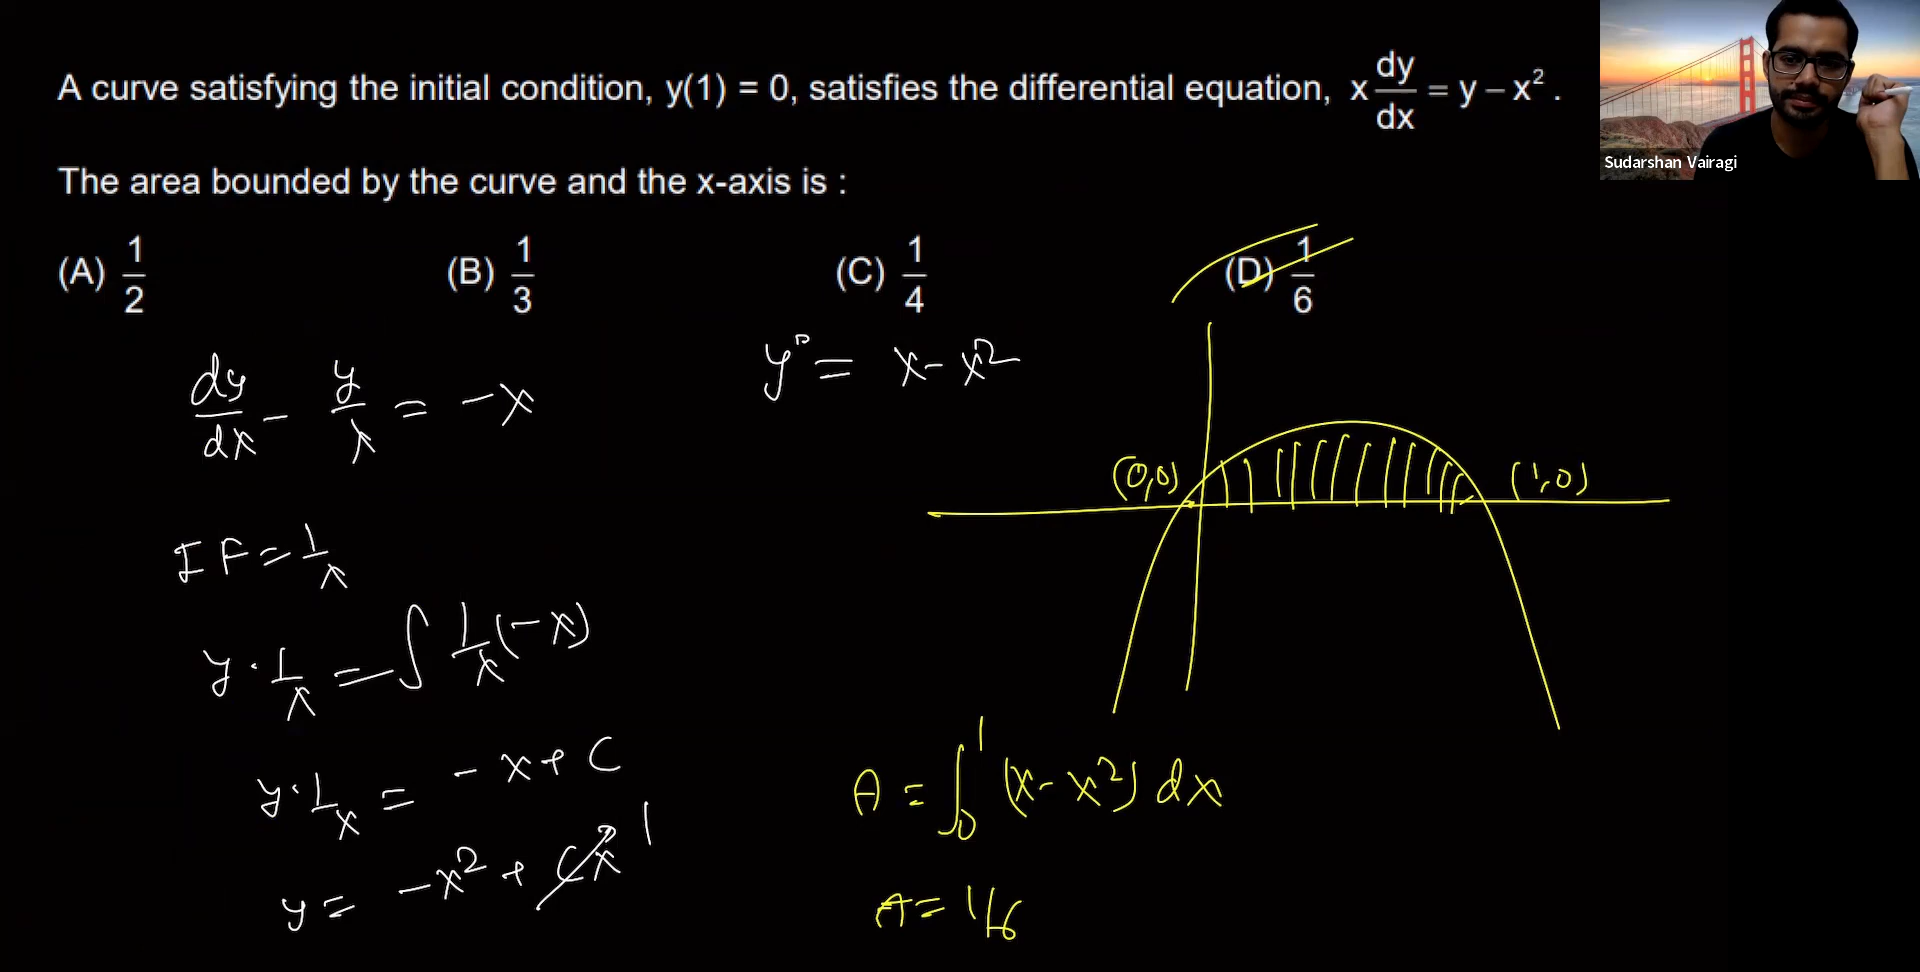 A curve satisfying the initial condition, y(1) = 0, satisfies the differential equation, x dy/dx = y – x².
Sudarshan Vairagi
The area bounded by the curve and the x-axis is :
(A) 1/2 (B) 1/3 (C) 1/4 (D) 1/6
dy/dx - y/x = -x
y = x - x²
(0,0) (1,0)
IF = 1/x
y · 1/x = ∫ 1/x (-x)
y · 1/x = - x + C
A = ∫₀¹ (x - x²) dx
y = -x² + Cx 1
A = 1/6